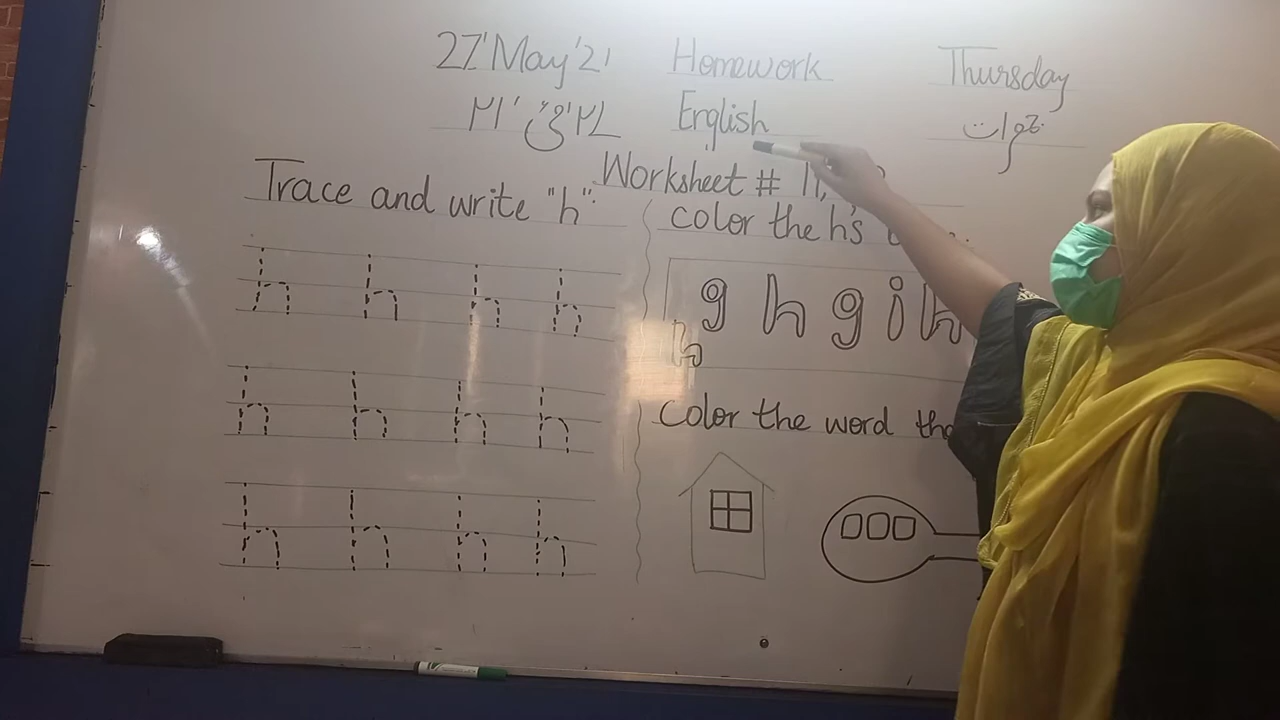 27'May'21 Homework Thursday
۲۷'مئی'۲۱ English جمعرات
Worksheet # 11,
Trace and write "h".
color the h's
h h h h
g h g i h
h
h h h h
color the word
h h h h